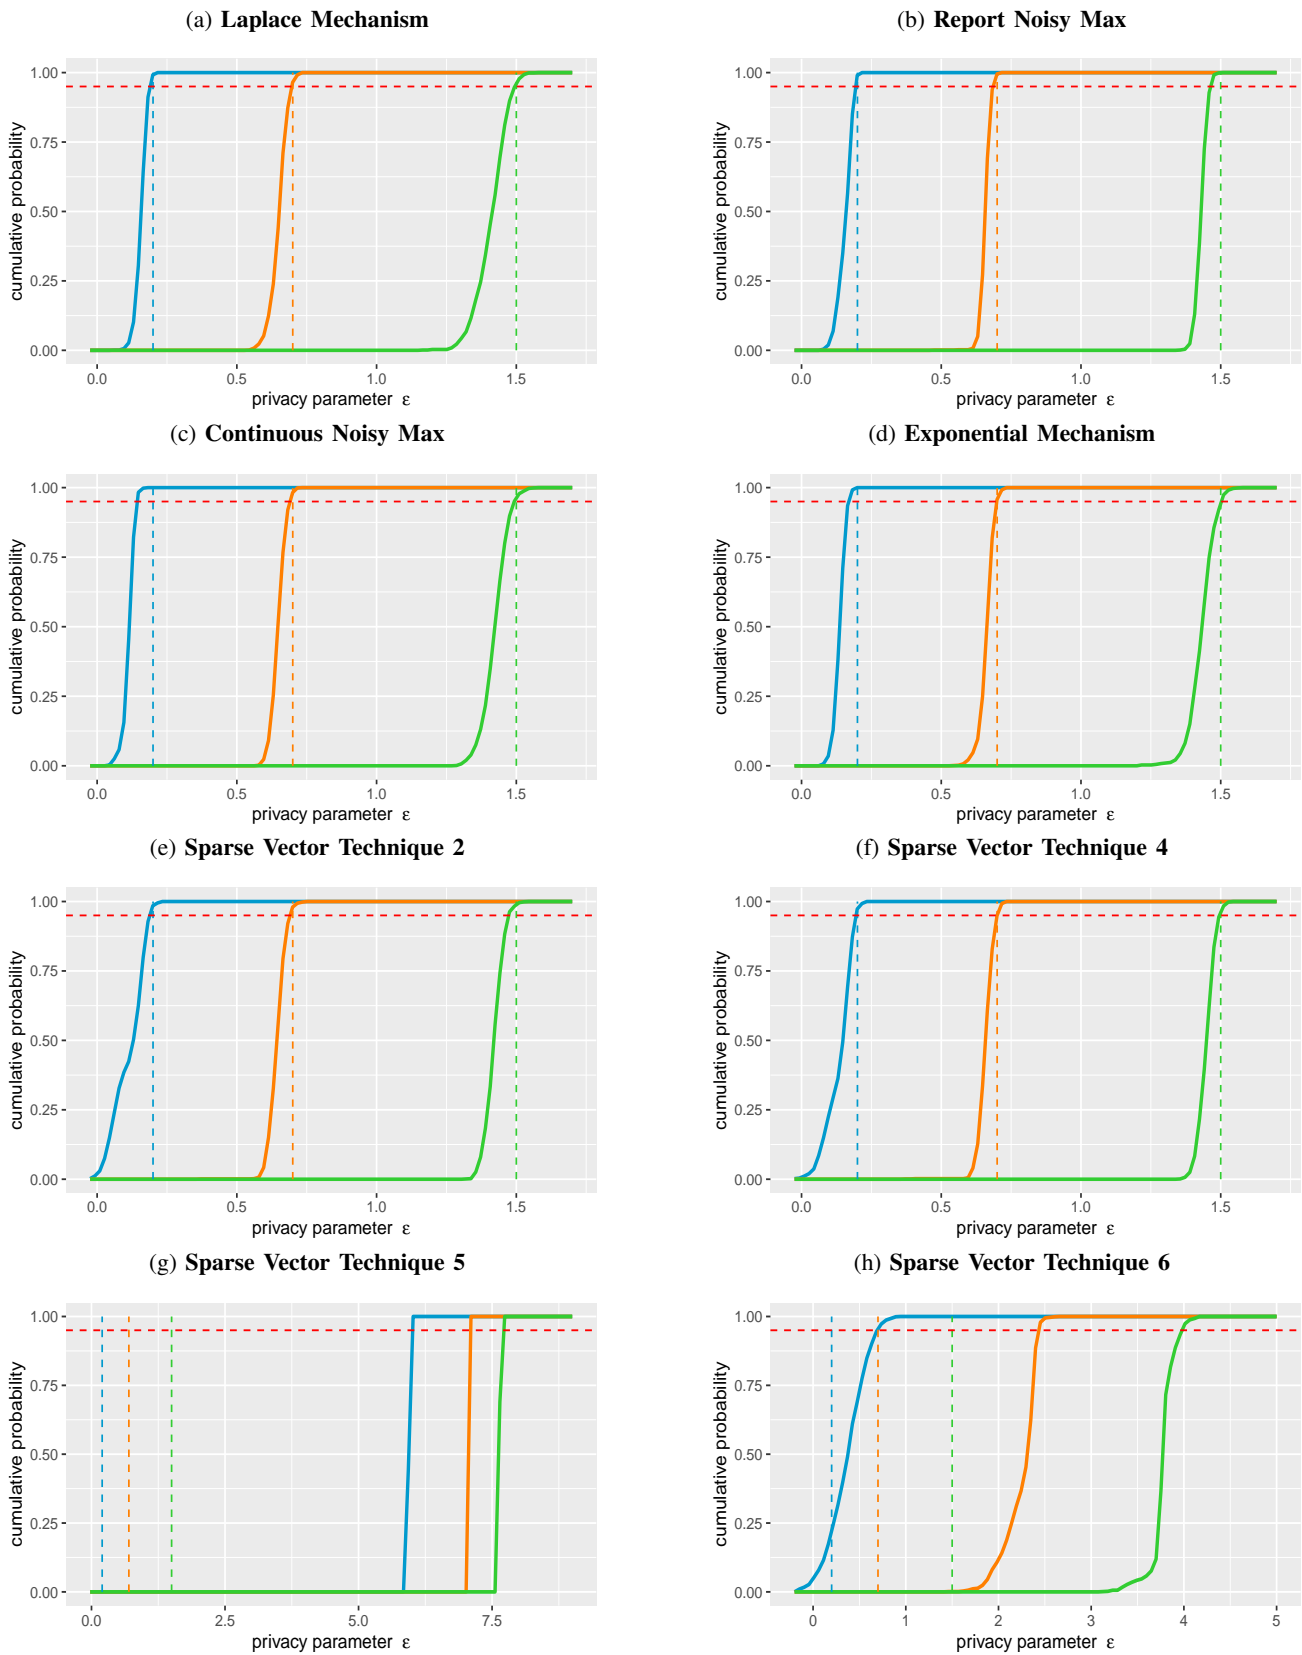 (a) Laplace Mechanism
(b) Report Noisy Max
1.00
0.75
0.50
0.25
0.00
cumulative probability
0.0 0.5 1.0 1.5
privacy parameter ε
1.00
0.75
0.50
0.25
0.00
cumulative probability
0.0 0.5 1.0 1.5
privacy parameter ε
(c) Continuous Noisy Max
(d) Exponential Mechanism
1.00
0.75
0.50
0.25
0.00
cumulative probability
0.0 0.5 1.0 1.5
privacy parameter ε
1.00
0.75
0.50
0.25
0.00
cumulative probability
0.0 0.5 1.0 1.5
privacy parameter ε
(e) Sparse Vector Technique 2
(f) Sparse Vector Technique 4
1.00
0.75
0.50
0.25
0.00
cumulative probability
0.0 0.5 1.0 1.5
privacy parameter ε
1.00
0.75
0.50
0.25
0.00
cumulative probability
0.0 0.5 1.0 1.5
privacy parameter ε
(g) Sparse Vector Technique 5
(h) Sparse Vector Technique 6
1.00
0.75
0.50
0.25
0.00
cumulative probability
0.0 2.5 5.0 7.5
privacy parameter ε
1.00
0.75
0.50
0.25
0.00
cumulative probability
0 1 2 3 4 5
privacy parameter ε